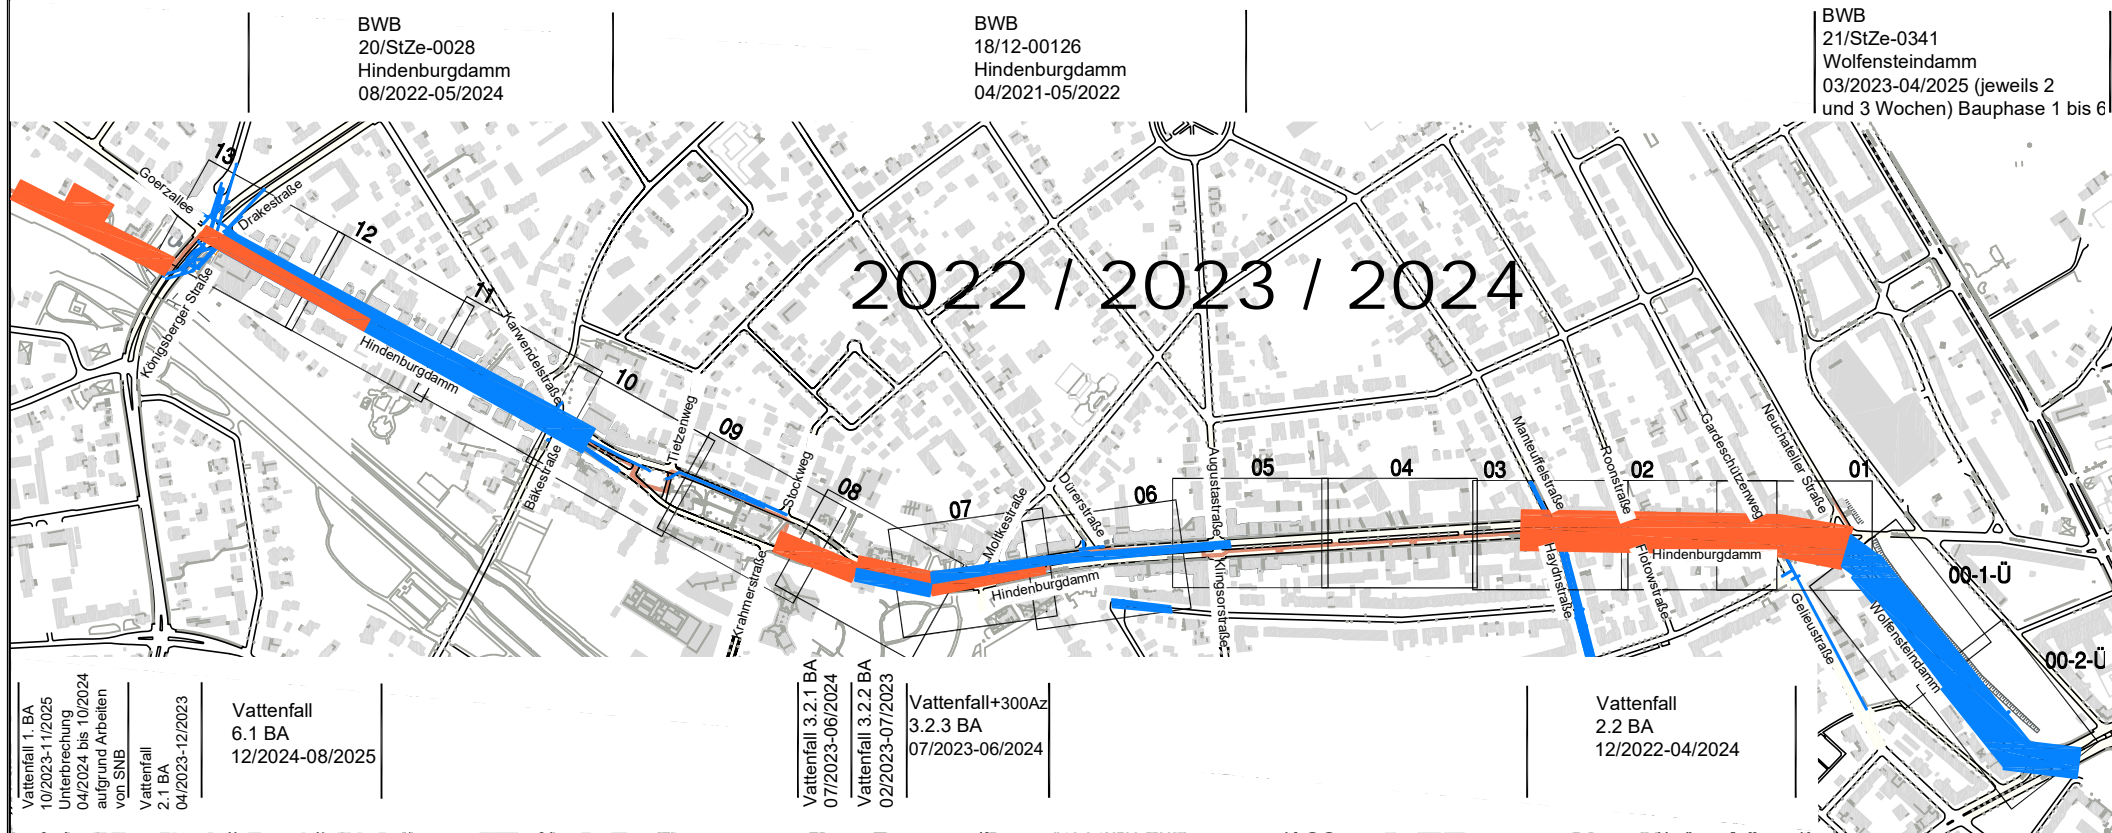 BWB
20/StZe-0028
Hindenburgdamm
08/2022-05/2024
BWB
18/12-00126
Hindenburgdamm
04/2021-05/2022
BWB
21/StZe-0341
Wolfensteindamm
03/2023-04/2025 (jeweils 2
und 3 Wochen) Bauphase 1 bis 6
2022 / 2023 / 2024
13
Goerzallee
Drakestraße
12
Königsberger Straße
11
Hindenburgdamm
Karwendelstraße
10
Bäkestraße
Tietzenweg
09
Stockweg
08
Krahmerstraße
07
Moltkestraße
Dürerstraße
06
Hindenburgdamm
Augustastraße
Klingsorstraße
05
04
03
Manteuffelstraße
Haydnstraße
Roonstraße
02
Flotowstraße
Gardeschützenweg
Hindenburgdamm
Neuchateller Straße
01
Gelieustraße
Wolfensteindamm
00-1-Ü
00-2-Ü
Vattenfall 1. BA
10/2023-11/2025
Unterbrechung
04/2024 bis 10/2024
aufgrund Arbeiten
von SNB
Vattenfall
2.1 BA
04/2023-12/2023
Vattenfall
6.1 BA
12/2024-08/2025
Vattenfall 3.2.1 BA
07/2023-06/2024
Vattenfall 3.2.2 BA
02/2023-07/2023
Vattenfall+300Az
3.2.3 BA
07/2023-06/2024
Vattenfall
2.2 BA
12/2022-04/2024